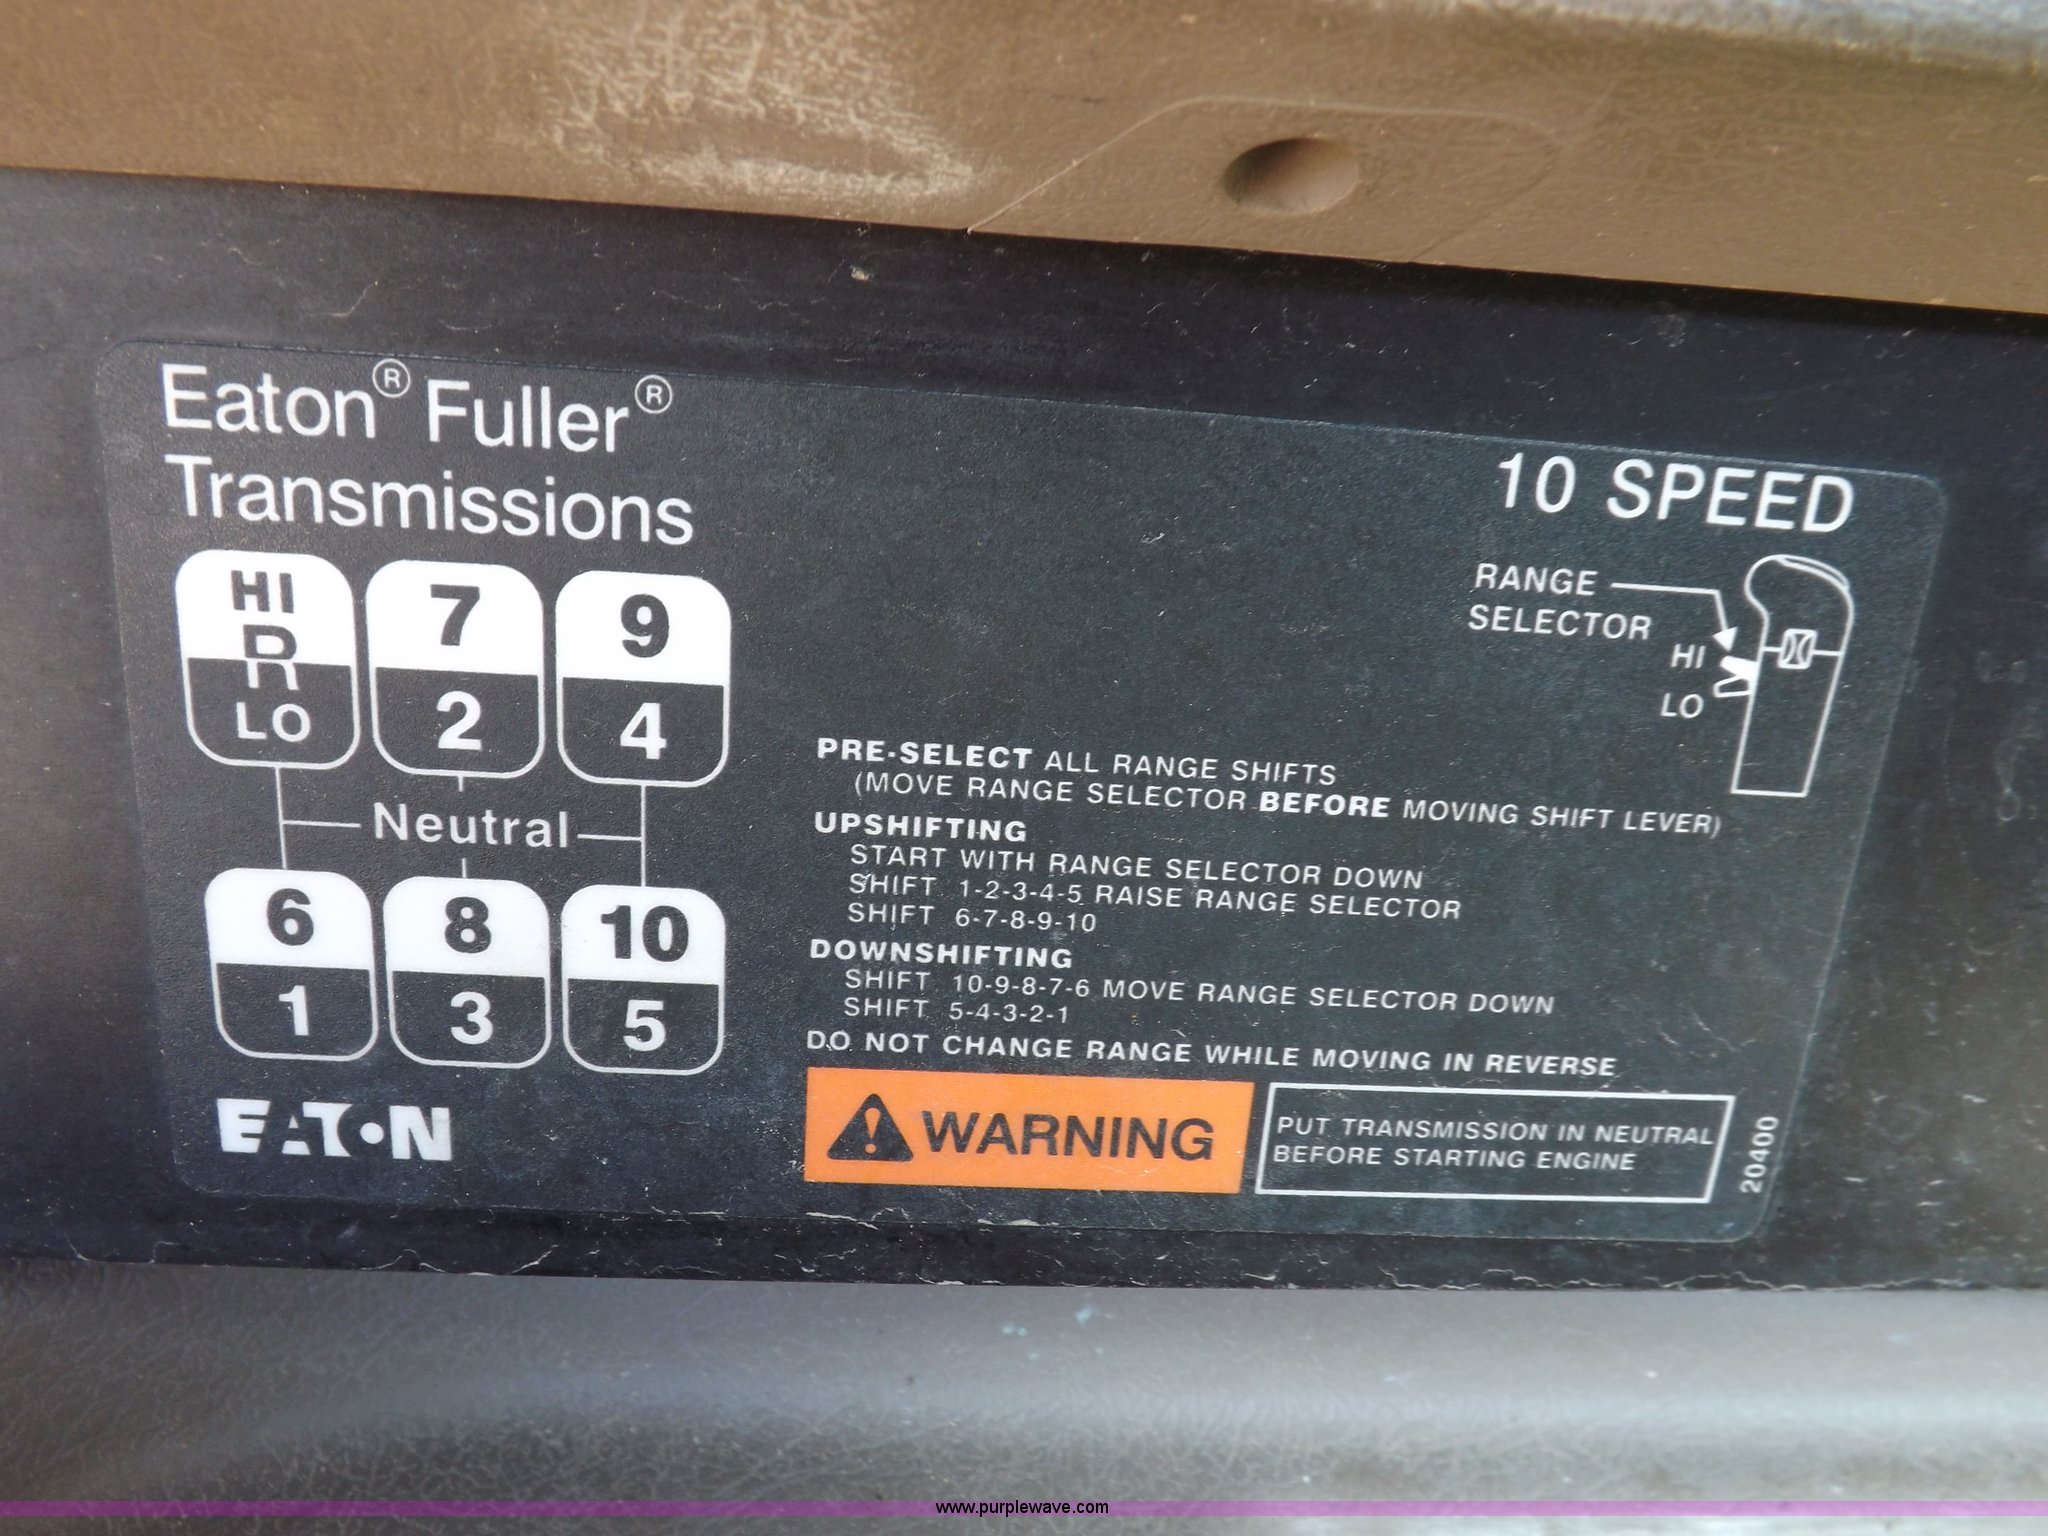 Eaton® Fuller®
Transmissions
10 SPEED
HI
R
LO
7
2
9
4
Neutral
6
1
8
3
10
5
EATON
RANGE
SELECTOR
HI
LO
PRE-SELECT ALL RANGE SHIFTS
(MOVE RANGE SELECTOR BEFORE MOVING SHIFT LEVER)
UPSHIFTING
START WITH RANGE SELECTOR DOWN
SHIFT 1-2-3-4-5 RAISE RANGE SELECTOR
SHIFT 6-7-8-9-10
DOWNSHIFTING
SHIFT 10-9-8-7-6 MOVE RANGE SELECTOR DOWN
SHIFT 5-4-3-2-1
DO NOT CHANGE RANGE WHILE MOVING IN REVERSE
WARNING
PUT TRANSMISSION IN NEUTRAL
BEFORE STARTING ENGINE
20400
www.purplewave.com